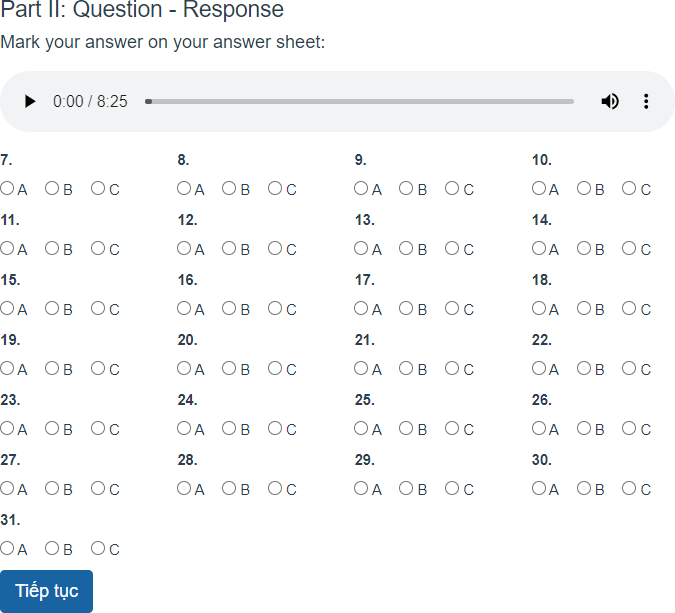 Part II: Question - Response
Mark your answer on your answer sheet:
0:00 / 8:25
7. 8. 9. 10.
A B C A B C A B C A B C
11. 12. 13. 14.
A B C A B C A B C A B C
15. 16. 17. 18.
A B C A B C A B C A B C
19. 20. 21. 22.
A B C A B C A B C A B C
23. 24. 25. 26.
A B C A B C A B C A B C
27. 28. 29. 30.
A B C A B C A B C A B C
31.
A B C
Tiếp tục